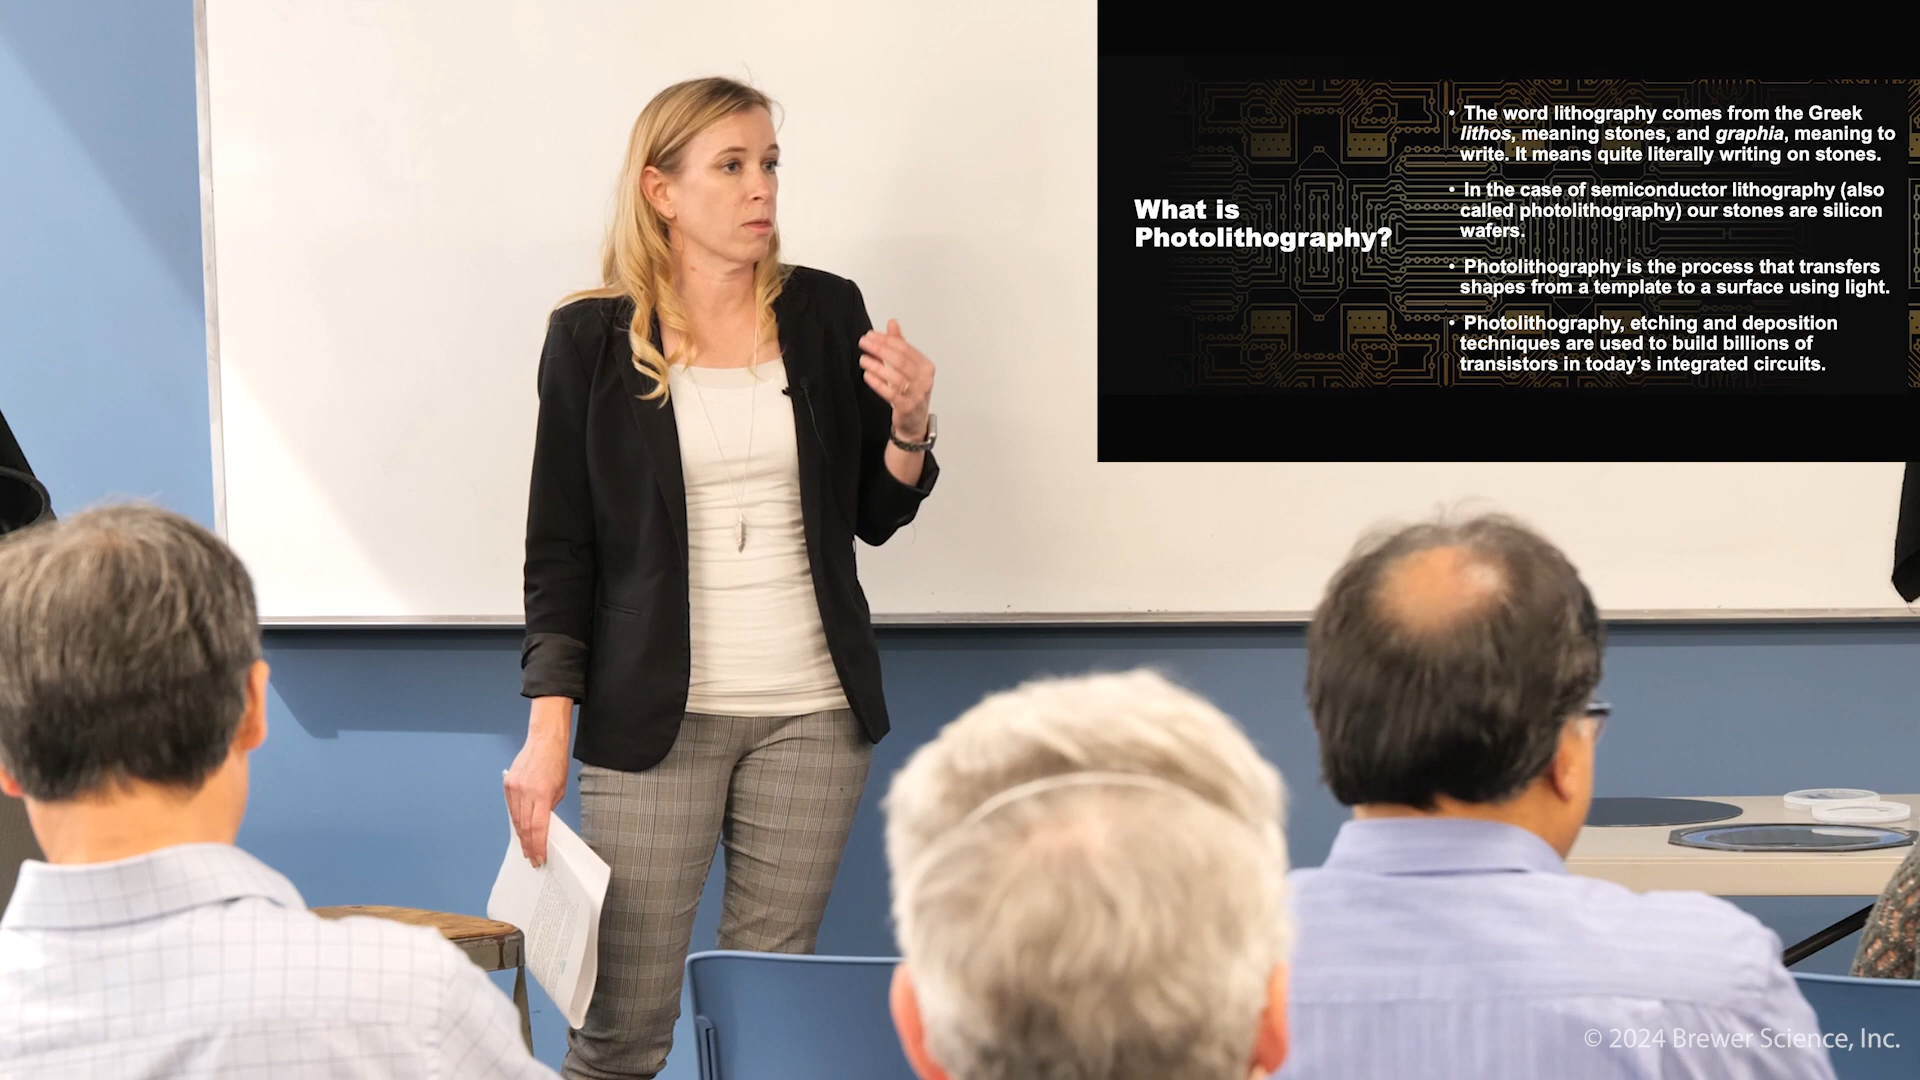 What is
Photolithography?
• The word lithography comes from the Greek
lithos, meaning stones, and graphia, meaning to
write. It means quite literally writing on stones.
• In the case of semiconductor lithography (also
called photolithography) our stones are silicon
wafers.
• Photolithography is the process that transfers
shapes from a template to a surface using light.
• Photolithography, etching and deposition
techniques are used to build billions of
transistors in today’s integrated circuits.
© 2024 Brewer Science, Inc.